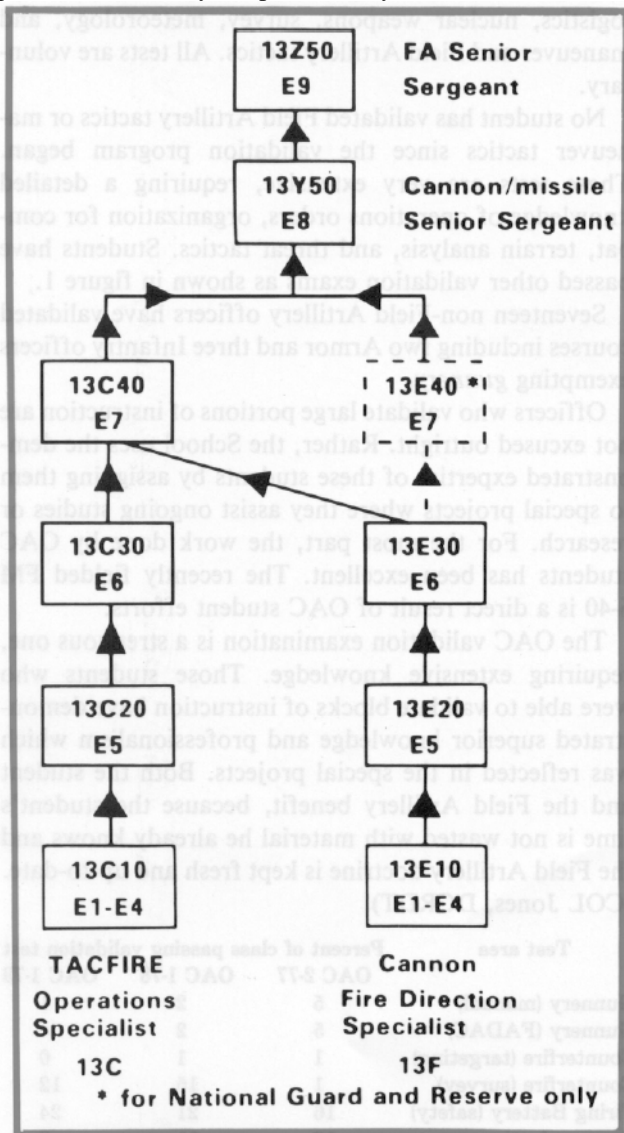 13Z50 FA Senior
E9 Sergeant
13Y50 Cannon/missile
E8 Senior Sergeant
13C40 13E40 *
E7 E7
13C30 13E30
E6 E6
13C20 13E20
E5 E5
13C10 13E10
E1-E4 E1-E4
TACFIRE Cannon
Operations Fire Direction
Specialist Specialist
13C 13F
* for National Guard and Reserve only